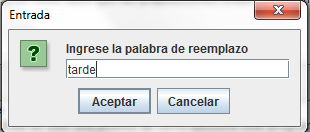 Entrada
Ingrese la palabra de reemplazo
tarde
Aceptar Cancelar